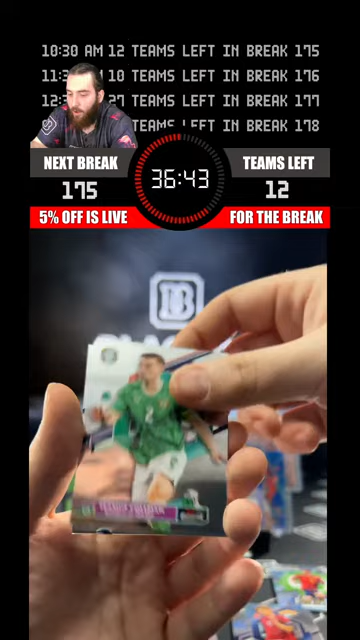 10:30 AM 12 TEAMS LEFT IN BREAK 175
10 TEAMS LEFT IN BREAK 176
27 TEAMS LEFT IN BREAK 177
TEAMS LEFT IN BREAK 178
NEXT BREAK
175
36:43
TEAMS LEFT
12
5% OFF IS LIVE
FOR THE BREAK
2